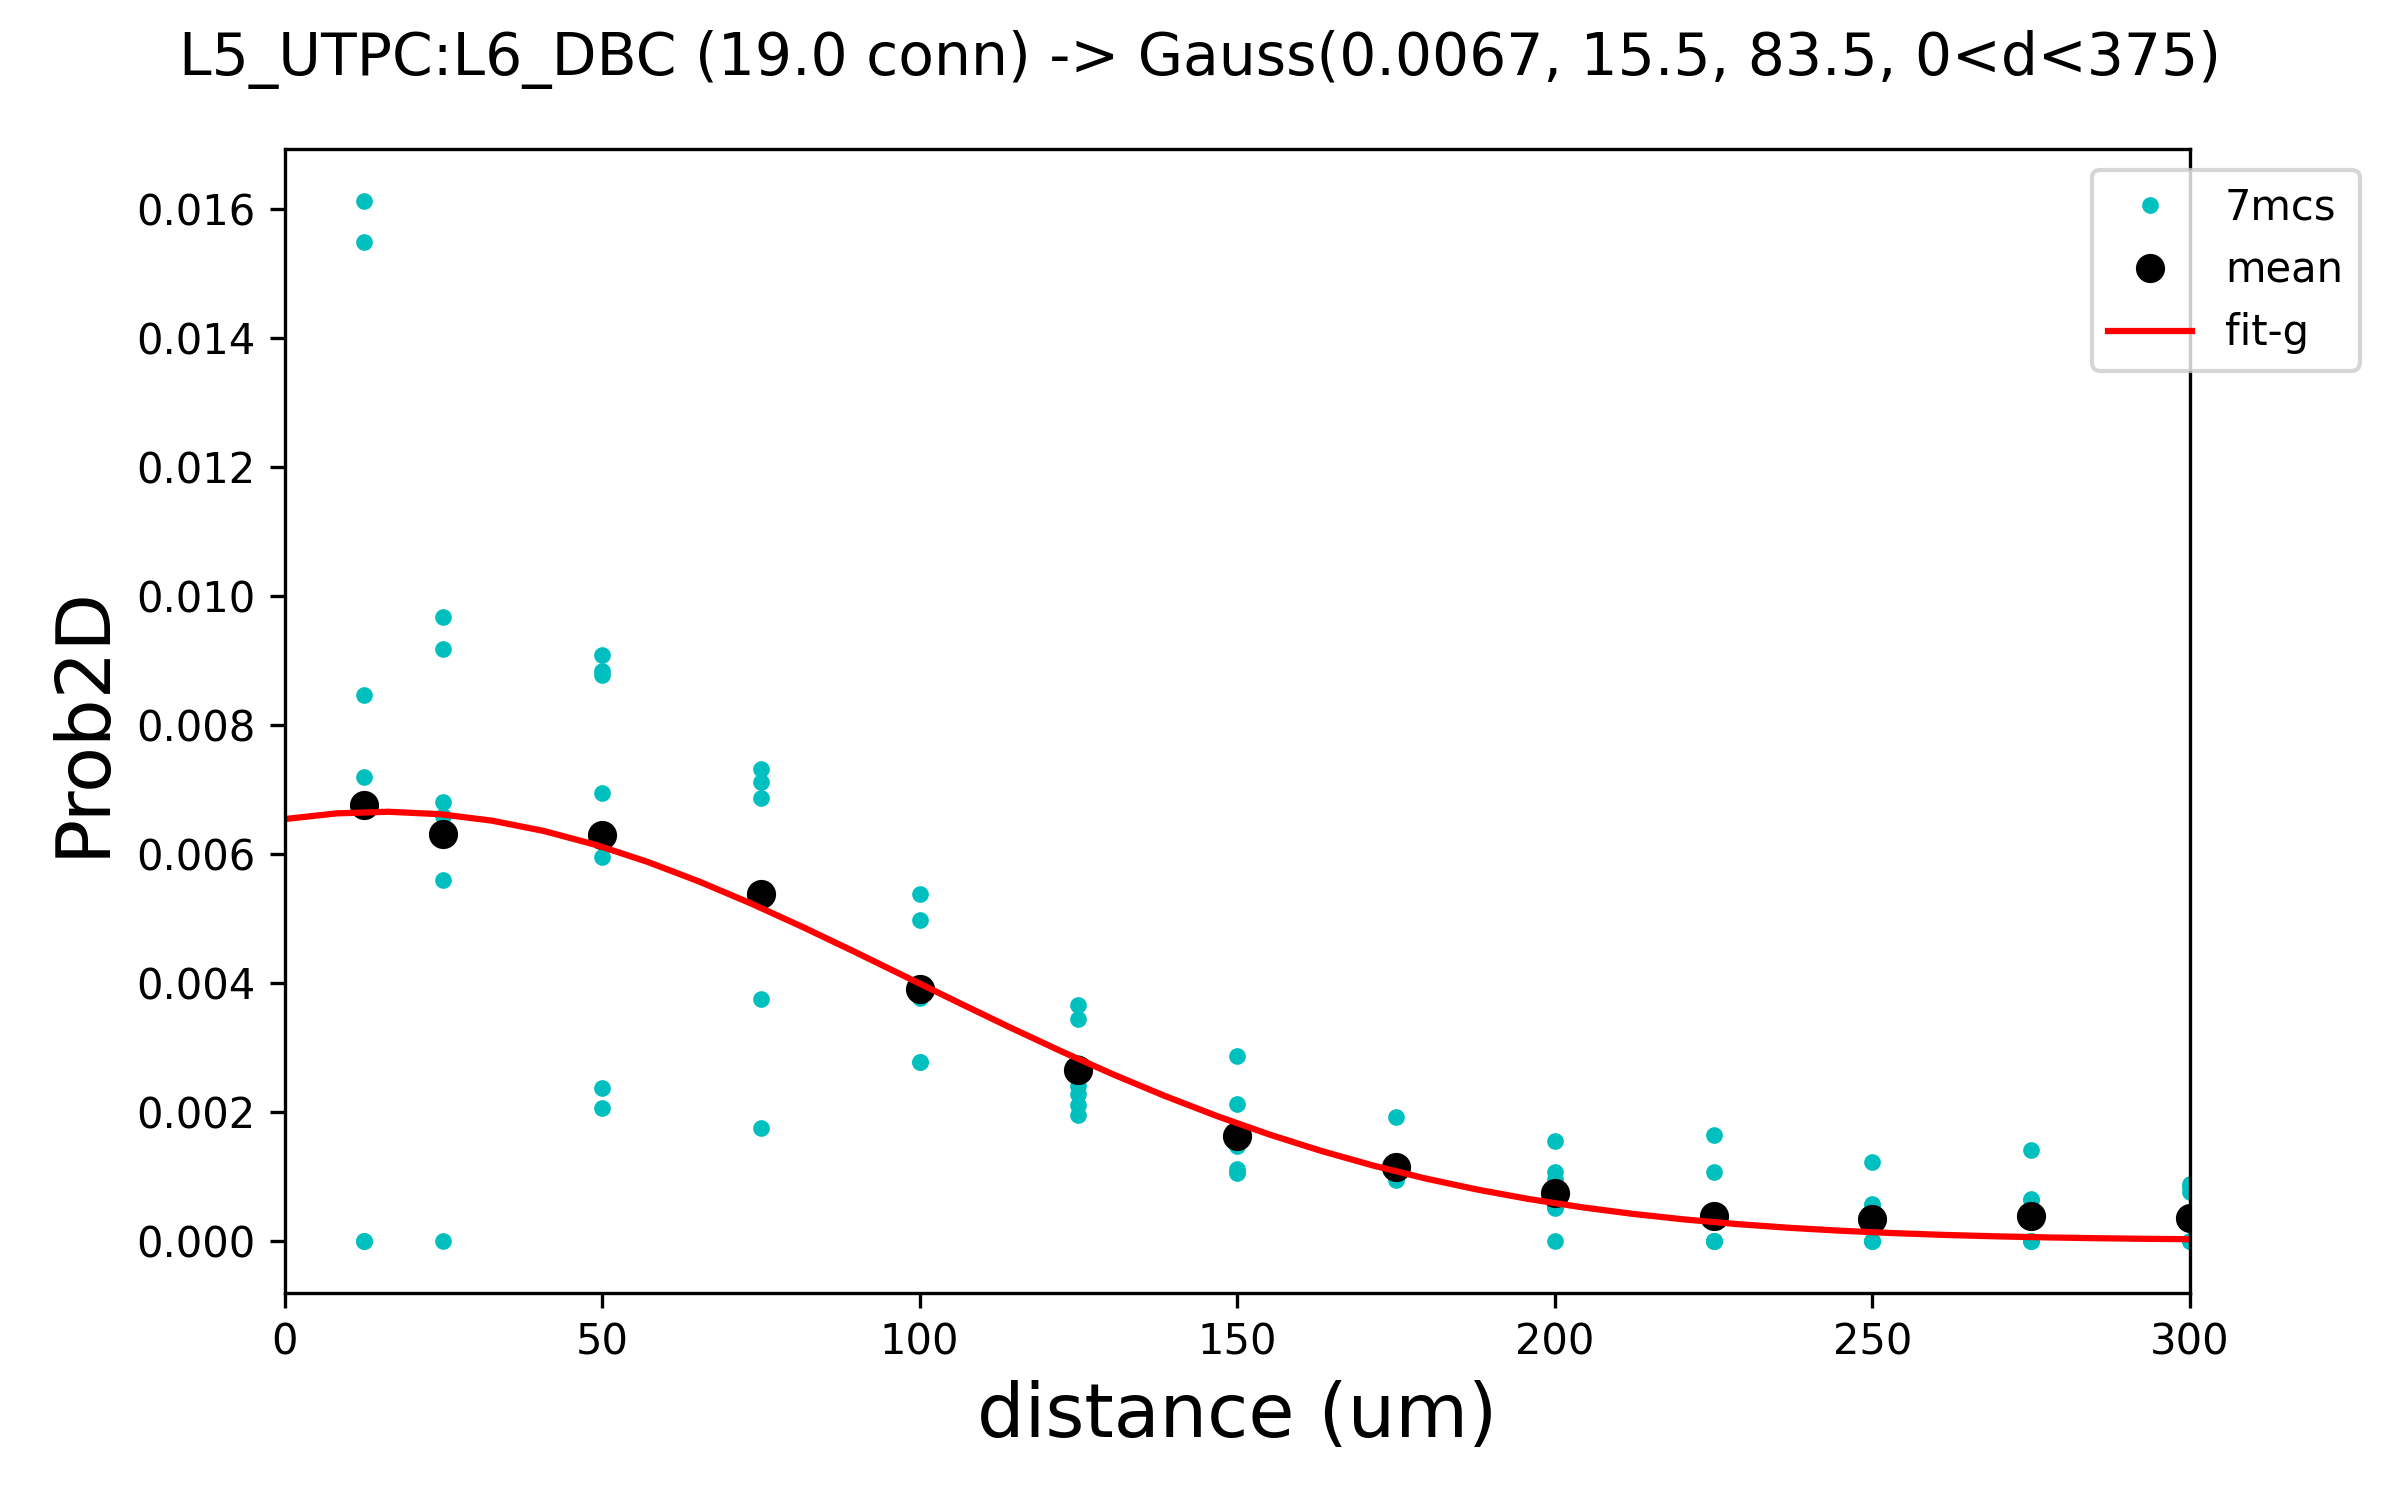 L5_UTPC:L6_DBC (19.0 conn) -> Gauss(0.0067, 15.5, 83.5, 0<d<375)
7mcs
mean
fit-g
Prob2D
0.016
0.014
0.012
0.010
0.008
0.006
0.004
0.002
0.000
0 50 100 150 200 250 300
distance (um)